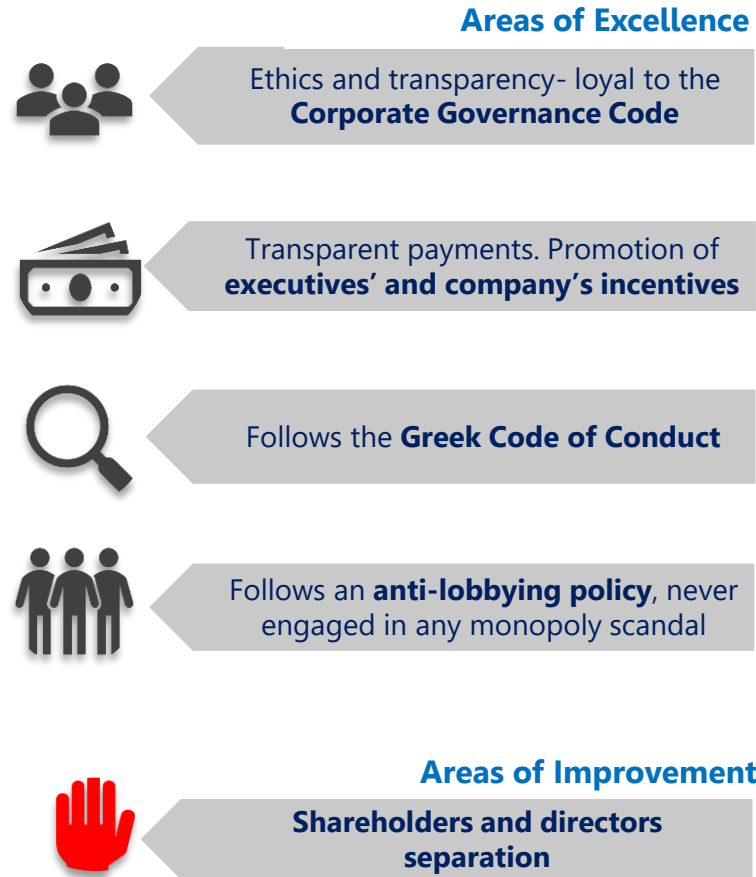 Areas of Excellence
Ethics and transparency- loyal to the
Corporate Governance Code
Transparent payments. Promotion of
executives’ and company’s incentives
Follows the Greek Code of Conduct
Follows an anti-lobbying policy, never
engaged in any monopoly scandal
Areas of Improvement
Shareholders and directors
separation